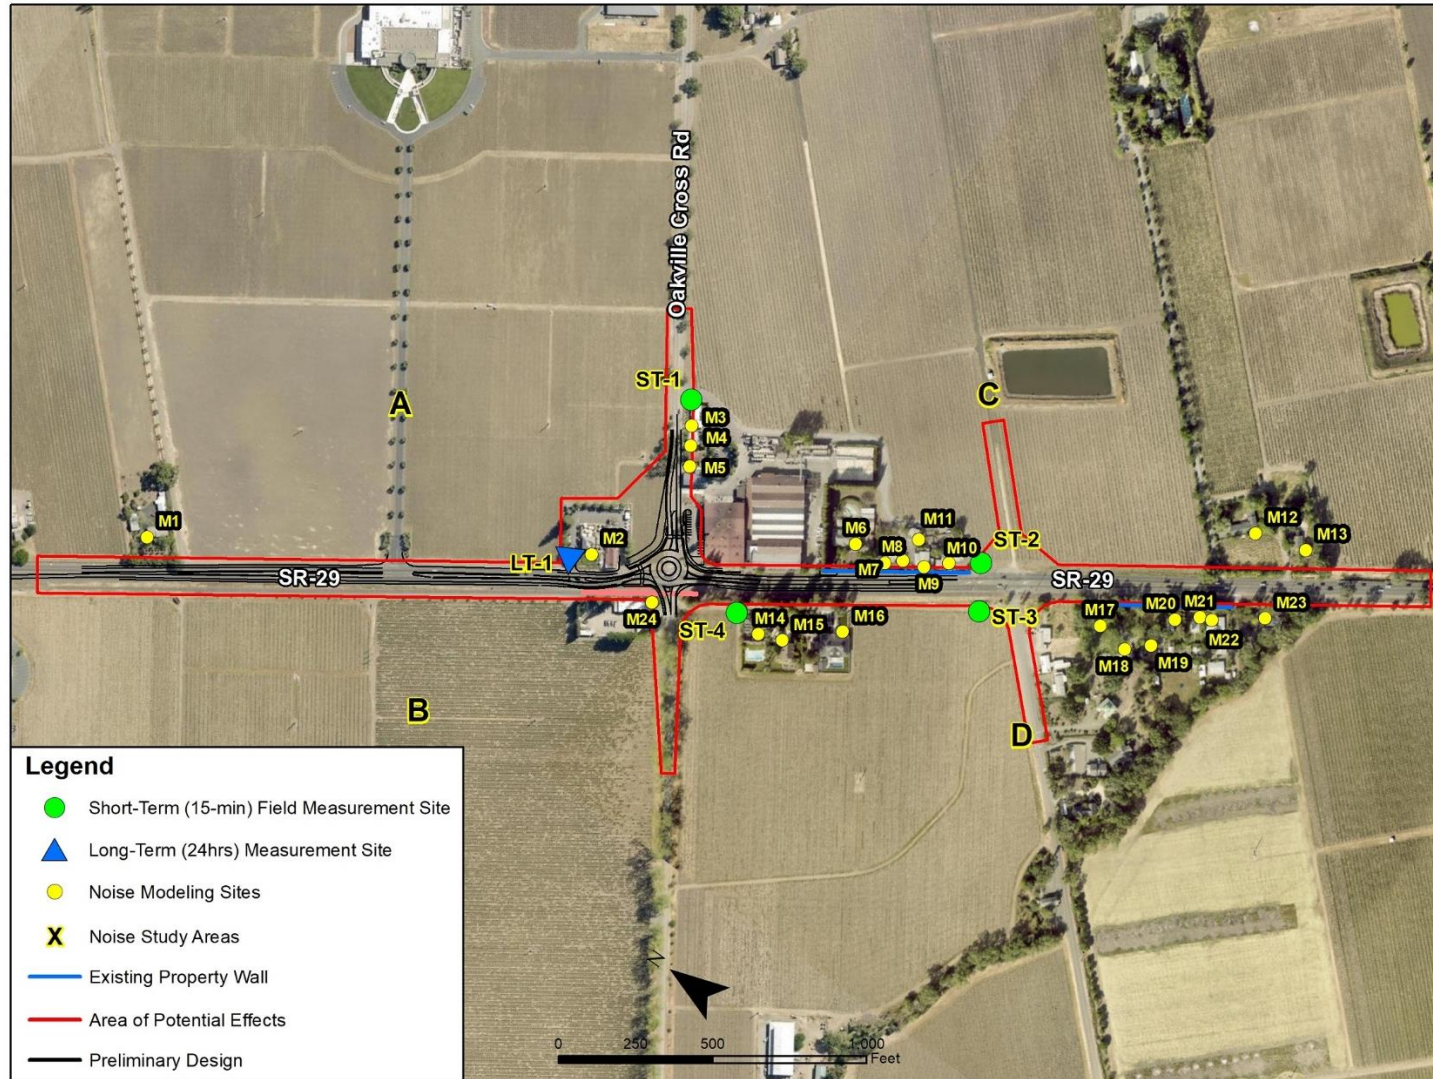 Oakville Cross Rd
ST-1
C
A
M3
M4
M5
M1
M6
M11
M12
M13
M2
LT-1
M8
M10
ST-2
M7
M9
SR-29
SR-29
M24
ST-4
M14
M15
M16
ST-3
M17
M20
M21
M23
M22
M18
M19
B
D
Legend
Short-Term (15-min) Field Measurement Site
Long-Term (24hrs) Measurement Site
Noise Modeling Sites
X Noise Study Areas
Existing Property Wall
Area of Potential Effects
Preliminary Design
N
0 250 500 1,000
Feet